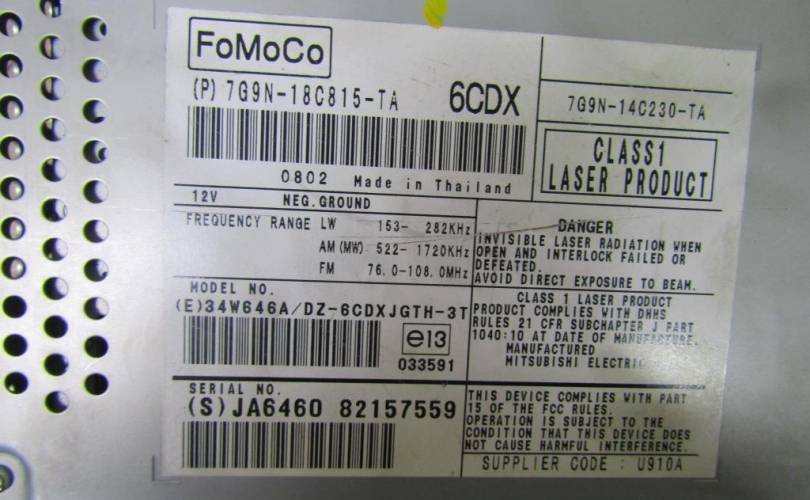 FoMoCo
(P) 7G9N-18C815-TA
6CDX
7G9N-14C230-TA
CLASS1
LASER PRODUCT
0802 Made in Thailand
12V NEG.GROUND
FREQUENCY RANGE LW 153- 282KHz
AM(MW) 522- 1720KHz
FM 76.0-108.0MHz
DANGER
INVISIBLE LASER RADIATION WHEN
OPEN AND INTERLOCK FAILED OR
DEFEATED.
AVOID DIRECT EXPOSURE TO BEAM.
MODEL NO.
(E)34W646A/DZ-6CDXJGTH-3T
e13
033591
CLASS 1 LASER PRODUCT
PRODUCT COMPLIES WITH DHHS
RULES 21 CFR SUBCHAPTER J PART
1040:10 AT DATE OF MANUFACTURE.
MANUFACTURED
MITSUBISHI ELECTRIC
SERIAL NO.
(S)JA6460 82157559
THIS DEVICE COMPLIES WITH PART
15 OF THE FCC RULES.
OPERATION IS SUBJECT TO THE
CONDITION THAT THIS DEVICE DOES
NOT CAUSE HARMFUL INTERFERENCE.
SUPPLIER CODE : U910A